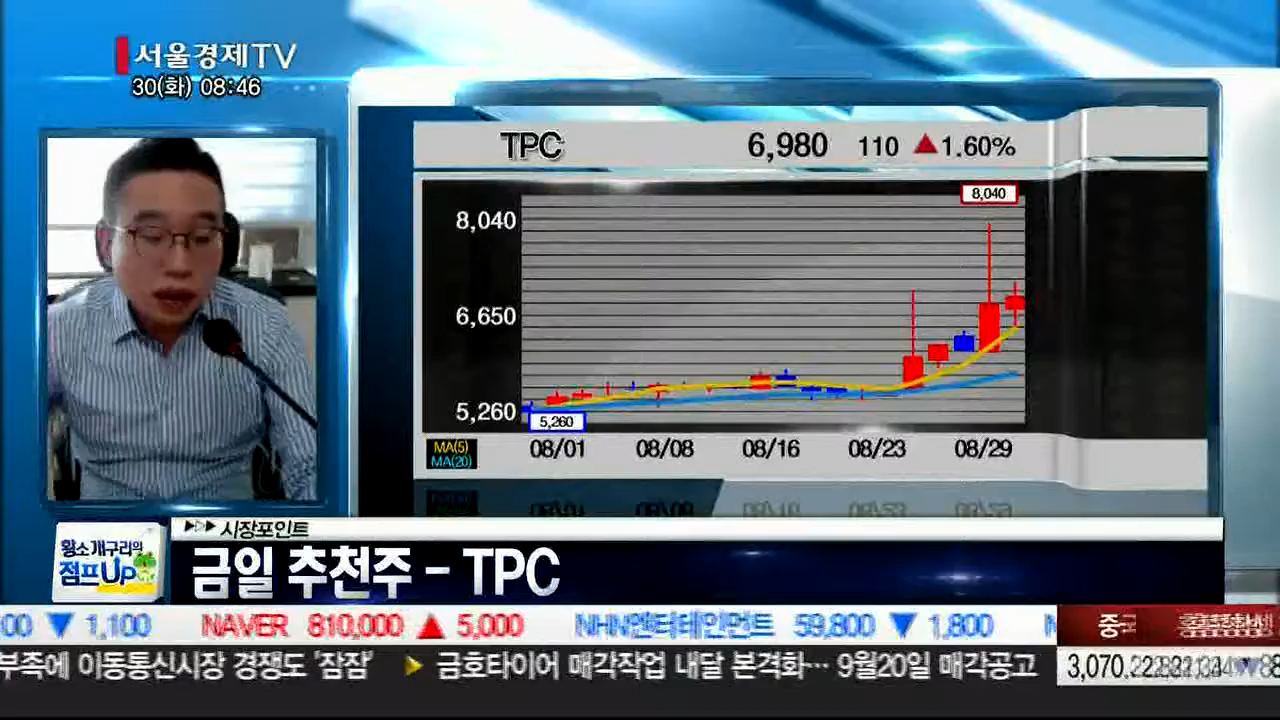 서울경제TV
30(화) 08:46
TPC 6,980 110 ▲1.60%
8,040
8,040
6,650
5,260
5,260
MA(5)
MA(20)
08/01 08/08 08/16 08/23 08/29
▶▷▶ 시장포인트
황소개구리의
점프UP
금일 추천주 - TPC
00 ▼ 1,100 NAVER 810,000 ▲ 5,000 NHN엔터테인먼트 59,800 ▼ 1,800 N
부족에 이동통신시장 경쟁도 '잠잠' ▶ 금호타이어 매각작업 내달 본격화… 9월20일 매각공고